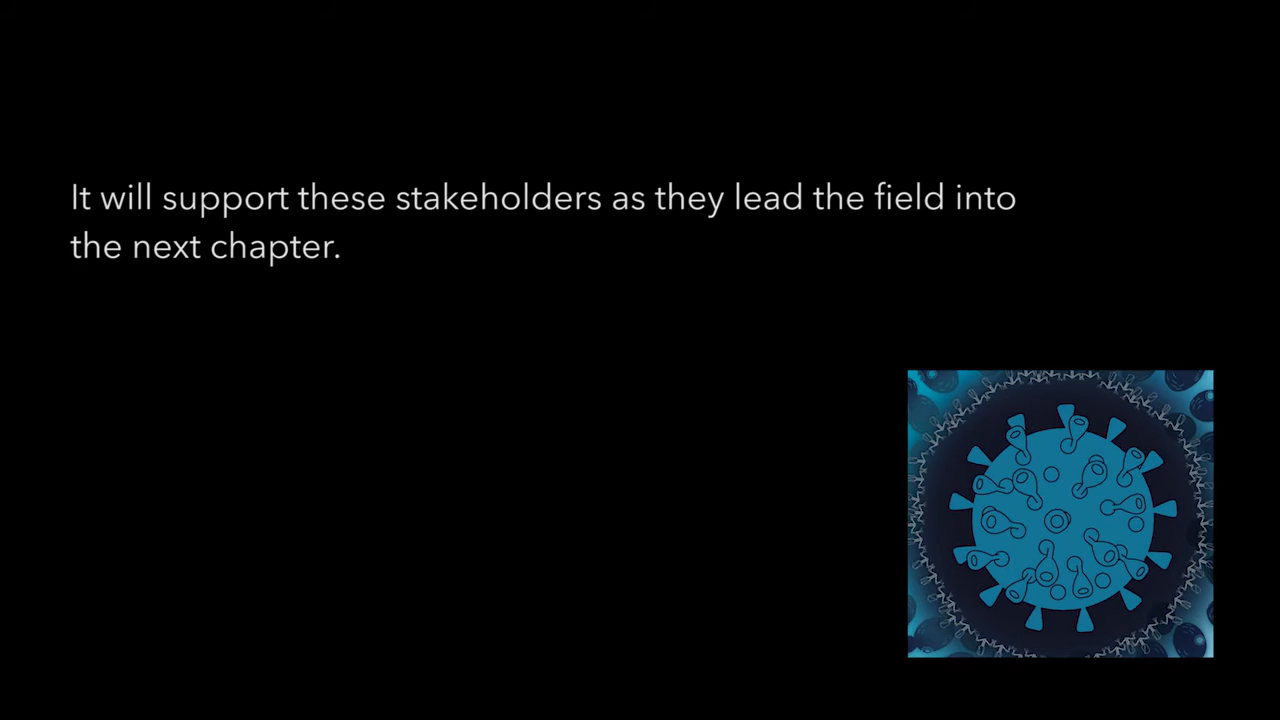 It will support these stakeholders as they lead the field into
the next chapter.